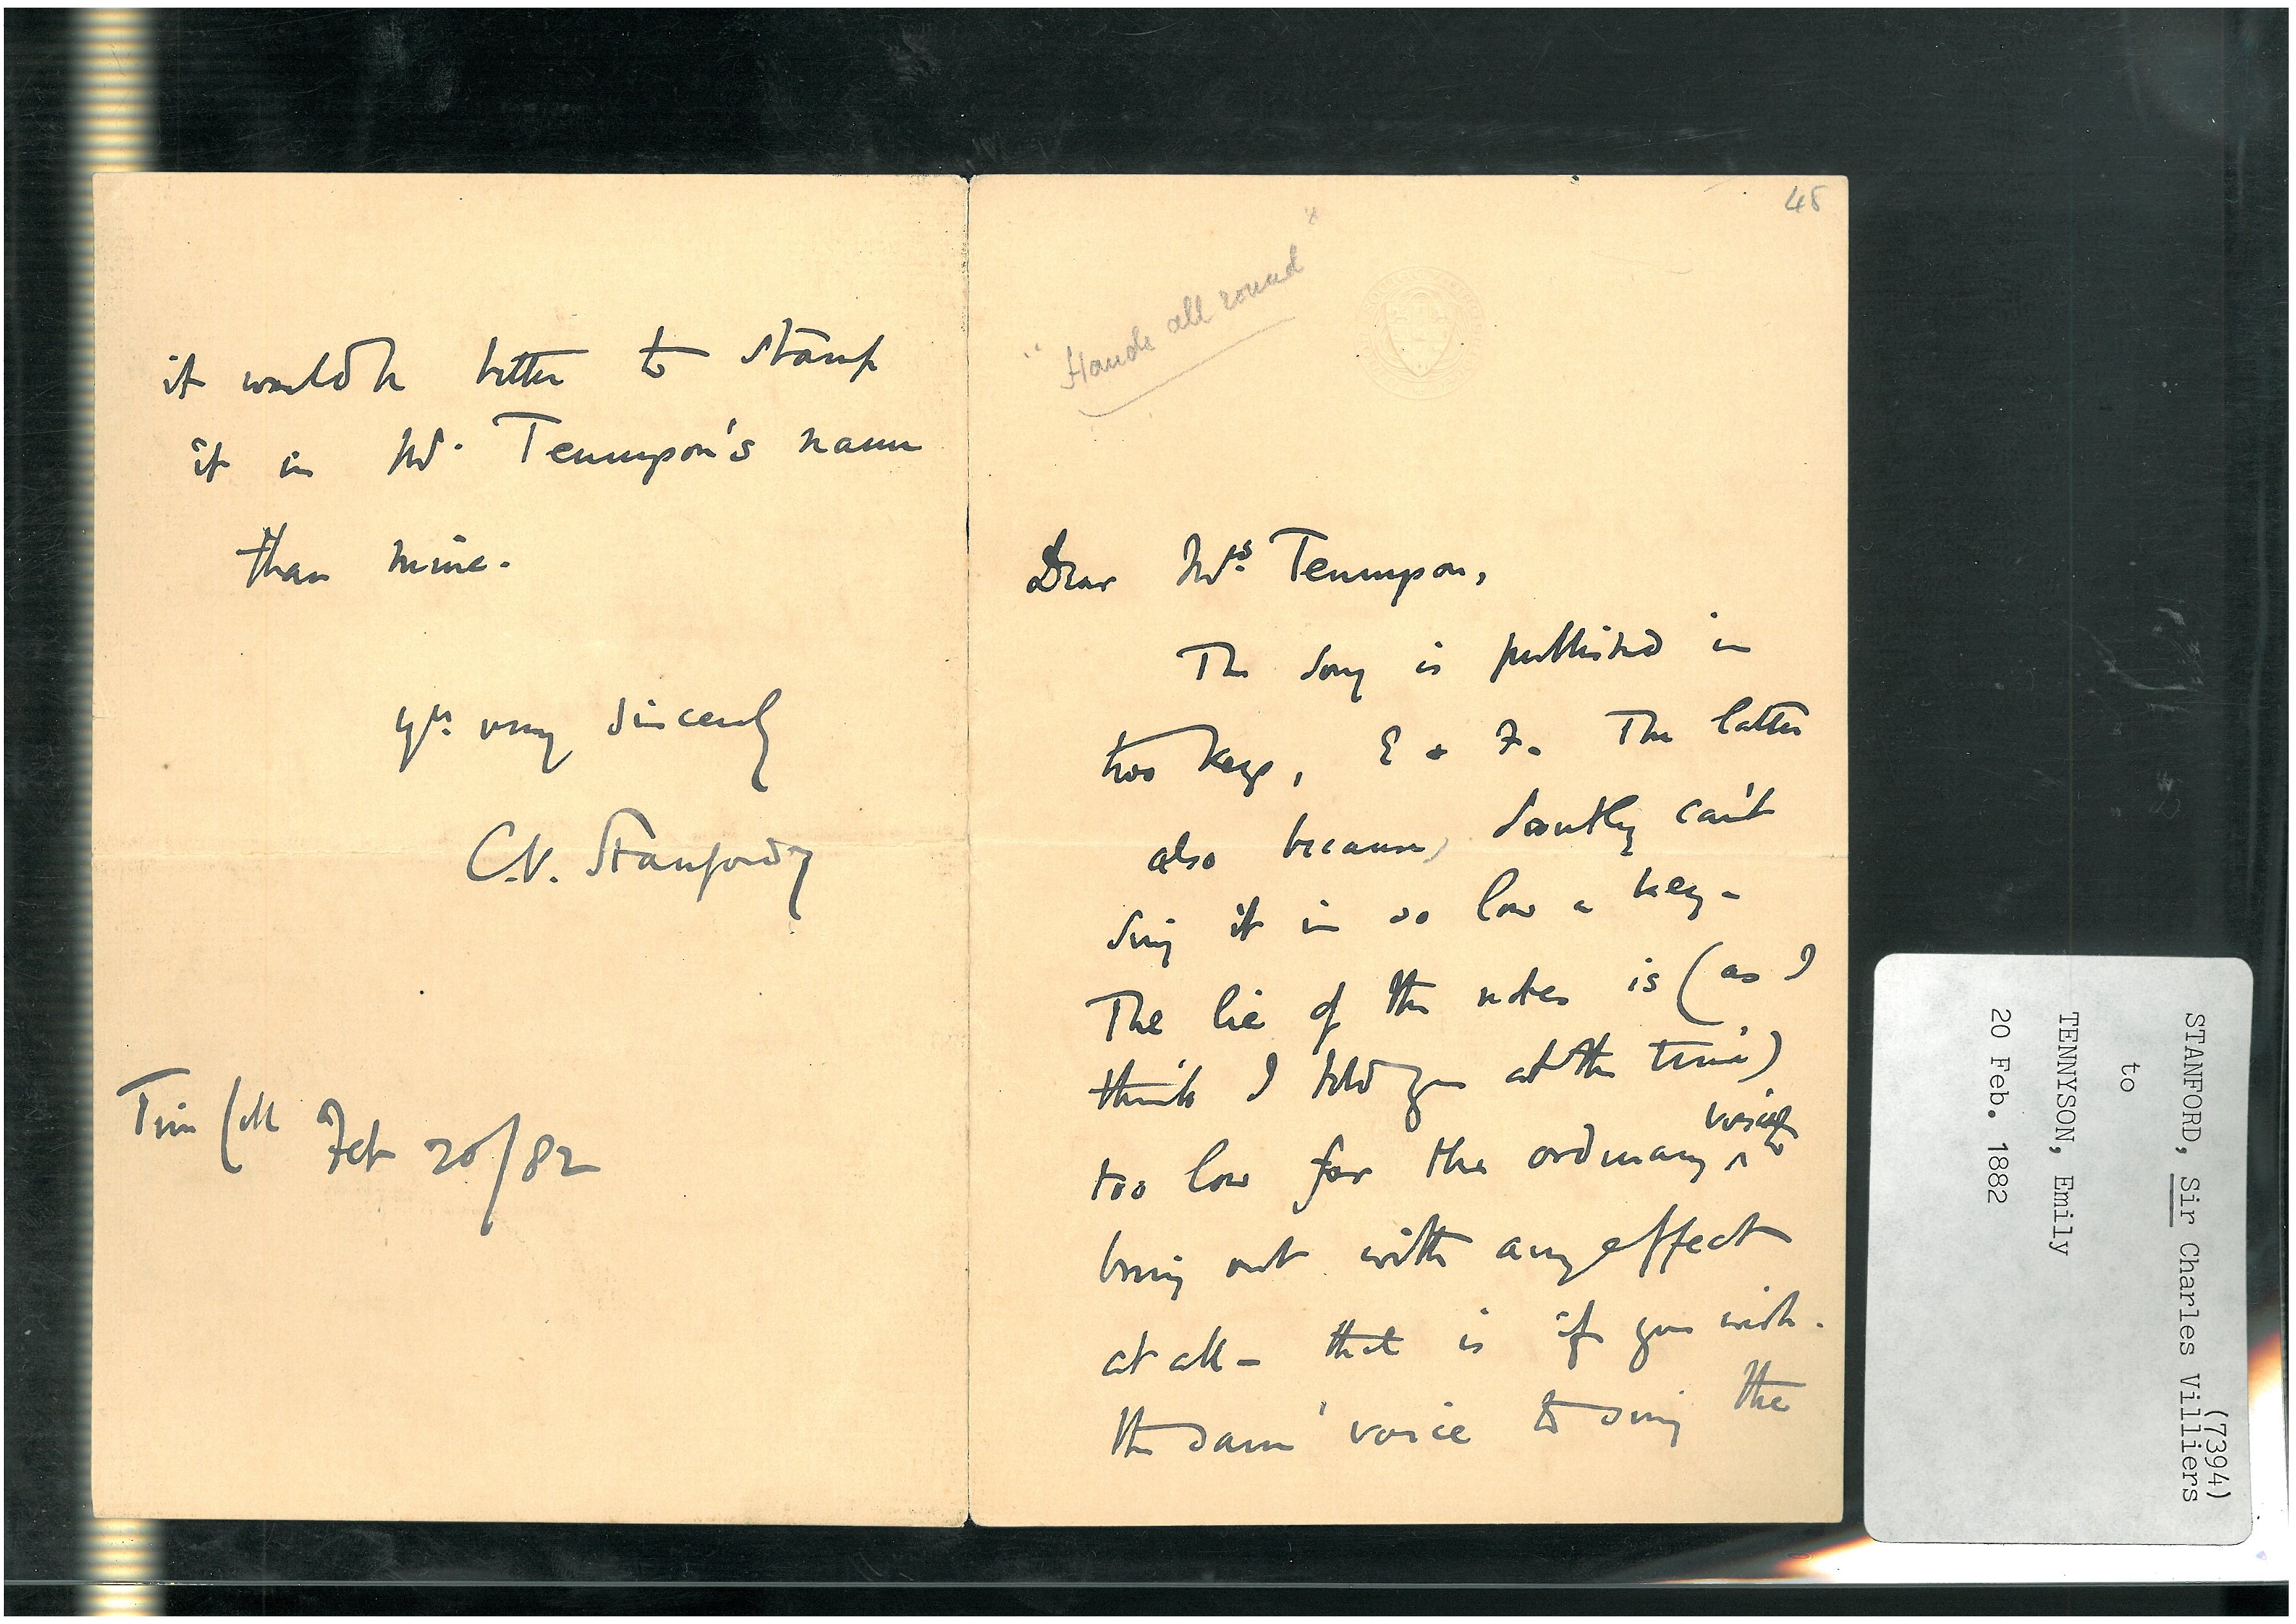 48
"Hands all round"
Dear Mrs. Tennyson,
The song is published in
two keys, E & F. The latter
also because, Santley can't
sing it in so low a key -
The lie of the notes is (as I
think I told you at the time)
too low for the ordinary voice to
bring out with any effect
at all - that is if you wish.
the same voice to sing the
it would be better to stamp
it in Mr. Tennyson's name
than mine.
Yrs. very sincerely
C.V. Stanford
Trin Coll Feb 20/82
(7394)
STANFORD, Sir Charles Villiers
to
TENNYSON, Emily
20 Feb. 1882